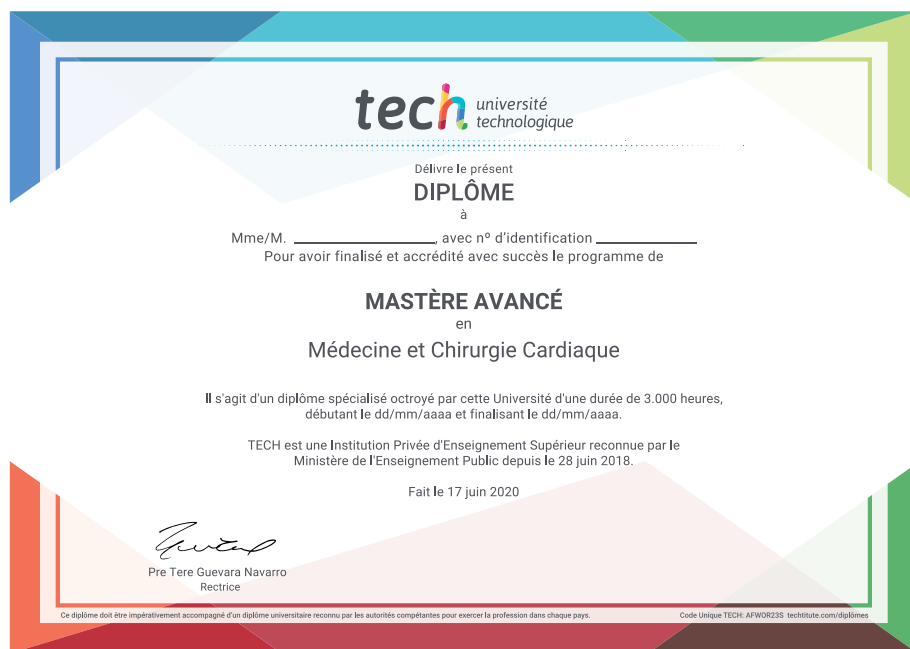 tech université
technologique
Délivre le présent
DIPLÔME
à
Mme/M. ____________________, avec nº d'identification ______________
Pour avoir finalisé et accrédité avec succès le programme de
MASTÈRE AVANCÉ
en
Médecine et Chirurgie Cardiaque
Il s'agit d'un diplôme spécialisé octroyé par cette Université d'une durée de 3.000 heures,
débutant le dd/mm/aaaa et finalisant le dd/mm/aaaa.
TECH est une Institution Privée d'Enseignement Supérieur reconnue par le
Ministère de l'Enseignement Public depuis le 28 juin 2018.
Fait le 17 juin 2020
Pre Tere Guevara Navarro
Rectrice
Ce diplôme doit être impérativement accompagné d'un diplôme universitaire reconnu par les autorités compétantes pour exercer la profession dans chaque pays.
Code Unique TECH: AFWOR23S techtitute.com/diplômes